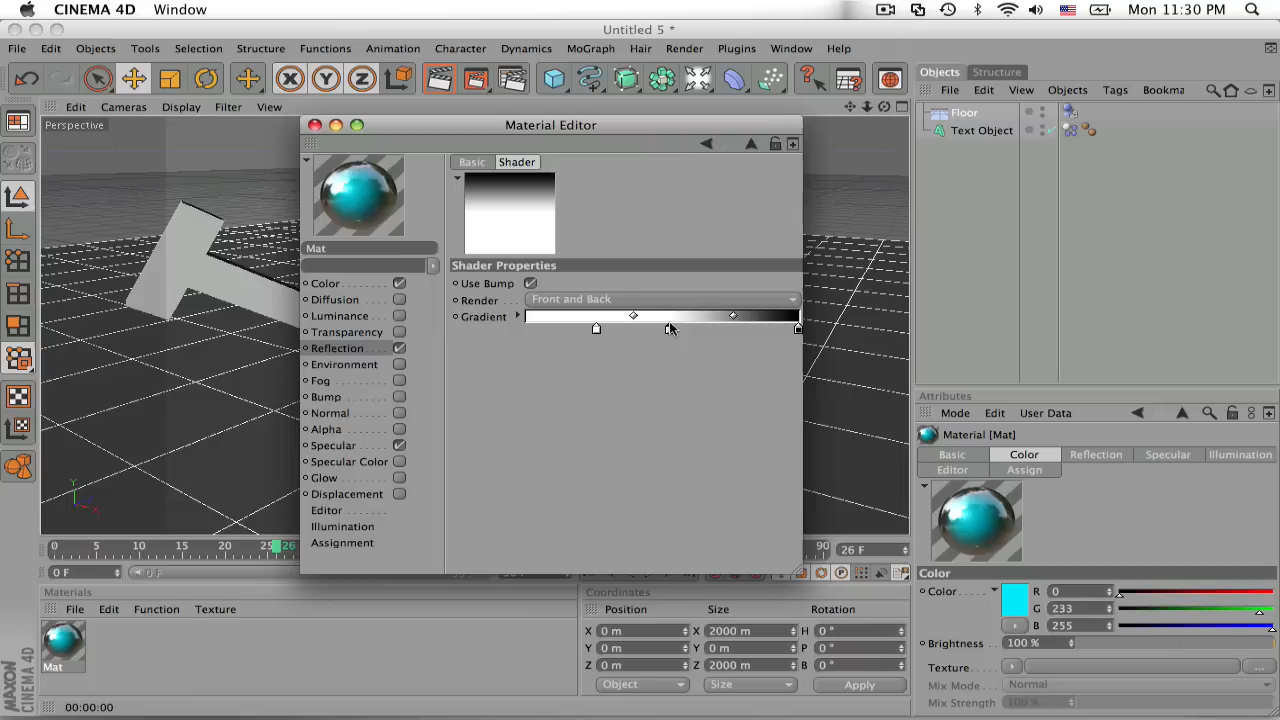 CINEMA 4D Window Mon 11:30 PM
Untitled 5 *
File Edit Objects Tools Selection Structure Functions Animation Character Dynamics MoGraph Hair Render Plugins Window Help
Objects Structure
File Edit View Objects Tags Bookma
Floor
Text Object
Edit Cameras Display Filter View
Perspective
Material Editor
Basic Shader
Mat
Shader Properties
Use Bump
Render Front and Back
Gradient
Color
Diffusion
Luminance
Transparency
Reflection
Environment
Fog
Bump
Normal
Alpha
Specular
Specular Color
Glow
Displacement
Editor
Illumination
Assignment
Y
X
0 5 10 15 20 26 90 26 F
0 F 0 F
Attributes
Mode Edit User Data
Material [Mat]
Basic Color Reflection Specular Illumination
Editor Assign
Color
Color R 0
G 233
B 255
Brightness 100 %
Texture ...
Mix Mode Normal
Mix Strength 100 %
Materials
File Edit Function Texture
Mat
Coordinates
Position Size Rotation
X 0 m X 2000 m H 0 °
Y 0 m Y 0 m P 0 °
Z 0 m Z 2000 m B 0 °
Object Size Apply
MAXON
CINEMA 4D
00:00:00